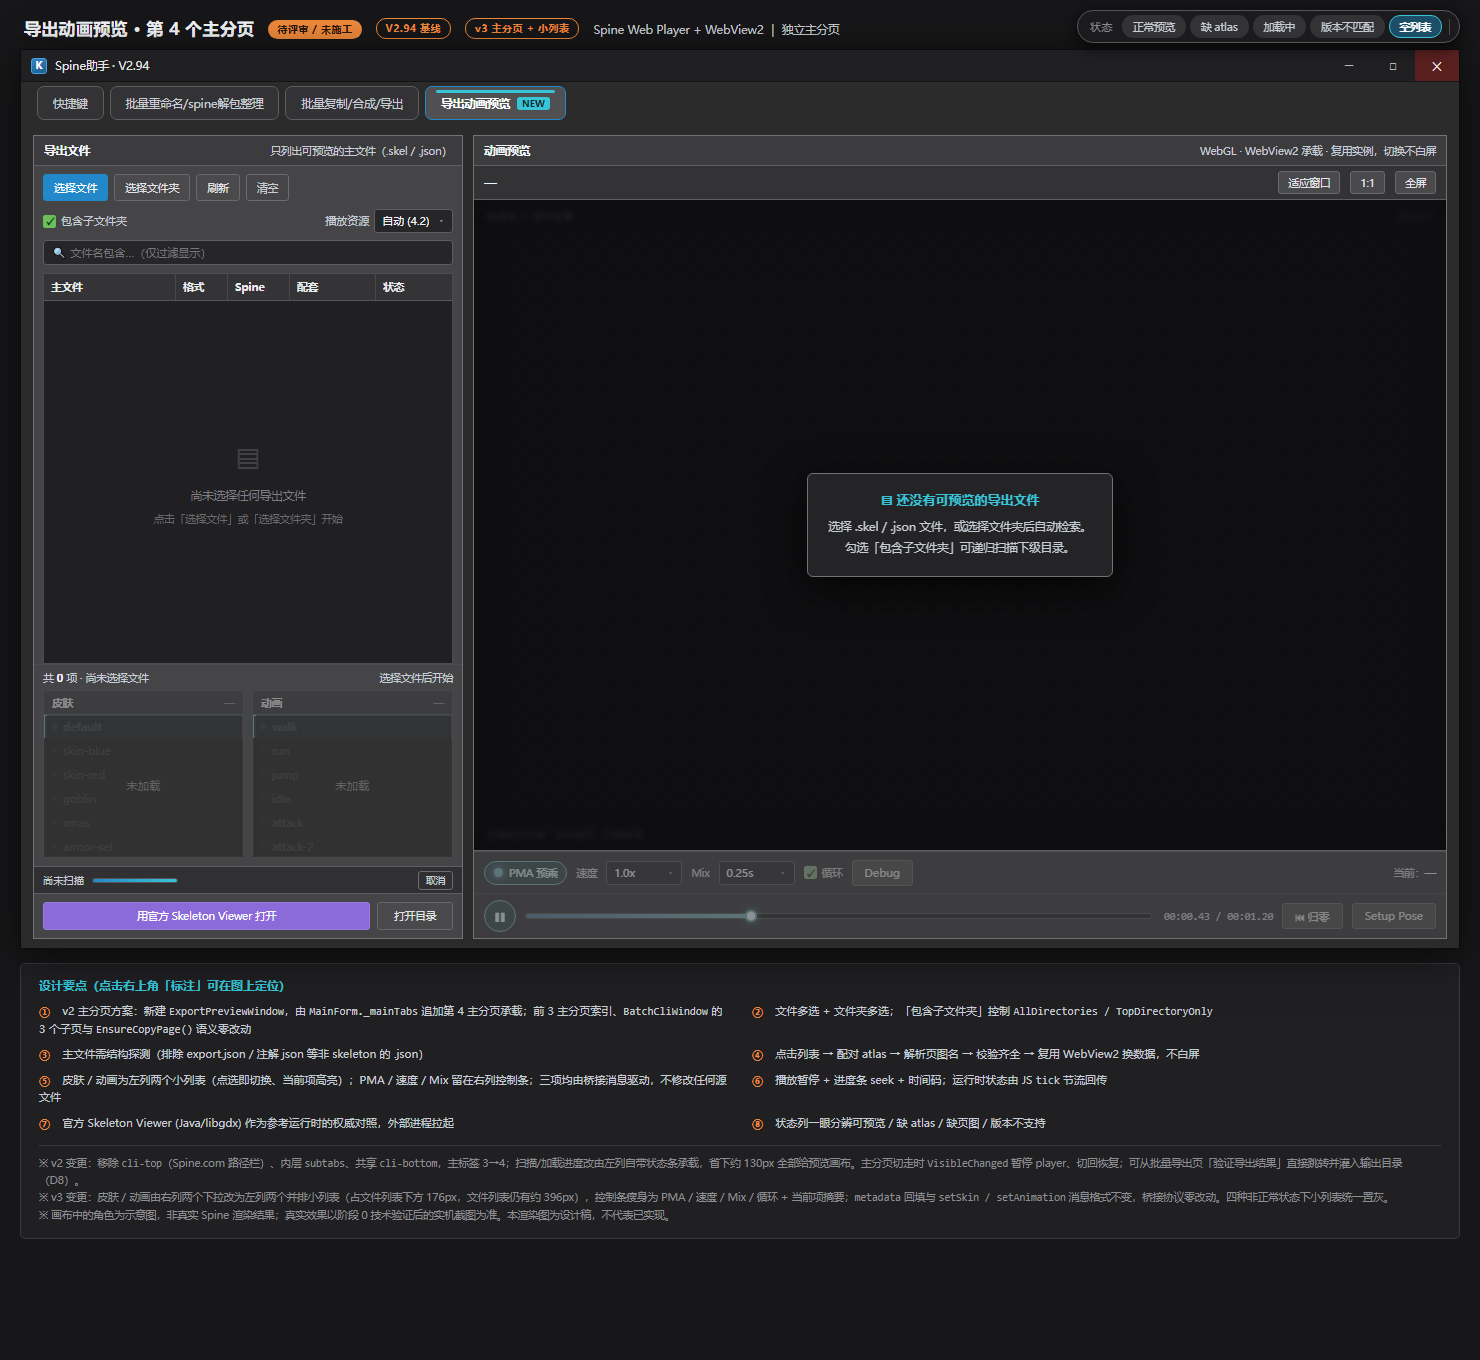 导出动画预览 • 第 4 个主分页
待评审 / 未施工
V2.94 基线
v3 主分页 + 小列表
Spine Web Player + WebView2 | 独立主分页
状态
正常预览
缺 atlas
加载中
版本不匹配
空列表
K
Spine助手 · V2.94
快捷键
批量重命名/spine解包整理
批量复制/合成/导出
导出动画预览 NEW
导出文件
只列出可预览的主文件（.skel / .json）
选择文件
选择文件夹
刷新
清空
包含子文件夹
播放资源
自动 (4.2)
文件名包含...（仅过滤显示）
主文件
格式
Spine
配套
状态
尚未选择任何导出文件
点击「选择文件」或「选择文件夹」开始
共 0 项 · 尚未选择文件
选择文件后开始
皮肤 —
default
skin-blue
skin-red
goblin
xmas
armor-set
未加载
动画 —
walk
run
jump
idle
attack
attack-2
未加载
尚未扫描
取消
用官方 Skeleton Viewer 打开
打开目录
动画预览
WebGL · WebView2 承载 · 复用实例，切换不白屏
—
适应窗口
1:1
全屏
还没有可预览的导出文件
选择 .skel / .json 文件，或选择文件夹后自动检索。
勾选「包含子文件夹」可递归扫描下级目录。
PMA 预乘
速度
1.0x
Mix
0.25s
循环
Debug
当前：—
00:00.43 / 00:01.20
⏮ 归零
Setup Pose
设计要点（点击右上角「标注」可在图上定位）
① v2 主分页方案：新建 ExportPreviewWindow，由 MainForm._mainTabs 追加第 4 主分页承载；前 3 主分页索引、BatchCliWindow 的
3 个子页与 EnsureCopyPage() 语义零改动
② 文件多选 + 文件夹多选；「包含子文件夹」控制 AllDirectories / TopDirectoryOnly
③ 主文件需结构探测（排除 export.json / 注解 json 等非 skeleton 的 .json）
④ 点击列表 → 配对 atlas → 解析页图名 → 校验齐全 → 复用 WebView2 换数据，不白屏
⑤ 皮肤 / 动画为左列两个小列表（点选即切换、当前项高亮）；PMA / 速度 / Mix 留在右列控制条；三项均由桥接消息驱动，不修改任何源
文件
⑥ 播放暂停 + 进度条 seek + 时间码；运行时状态由 JS tick 节流回传
⑦ 官方 Skeleton Viewer (Java/libgdx) 作为参考运行时的权威对照，外部进程拉起
⑧ 状态列一眼分辨可预览 / 缺 atlas / 缺页图 / 版本不支持
※ v2 变更：移除 cli-top（Spine.com 路径栏）、内层 subtabs、共享 cli-bottom，主标签 3→4；扫描/加载进度改由左列自带状态条承载，省下约 130px 全部给预览画布。主分页切走时 VisibleChanged 暂停 player、切回恢复；可从批量导出页「验证导出结果」直接跳转并灌入输出目录
（D8）。
※ v3 变更：皮肤 / 动画由右列两个下拉改为左列两个并排小列表（占文件列表下方 176px，文件列表仍有约 396px），控制条瘦身为 PMA / 速度 / Mix / 循环 + 当前项摘要；metadata 回填与 setSkin / setAnimation 消息格式不变，桥接协议零改动。四种非正常状态下小列表统一置灰。
※ 画布中的角色为示意图，非真实 Spine 渲染结果；真实效果以阶段 0 技术验证后的实机截图为准。本渲染图为设计稿，不代表已实现。